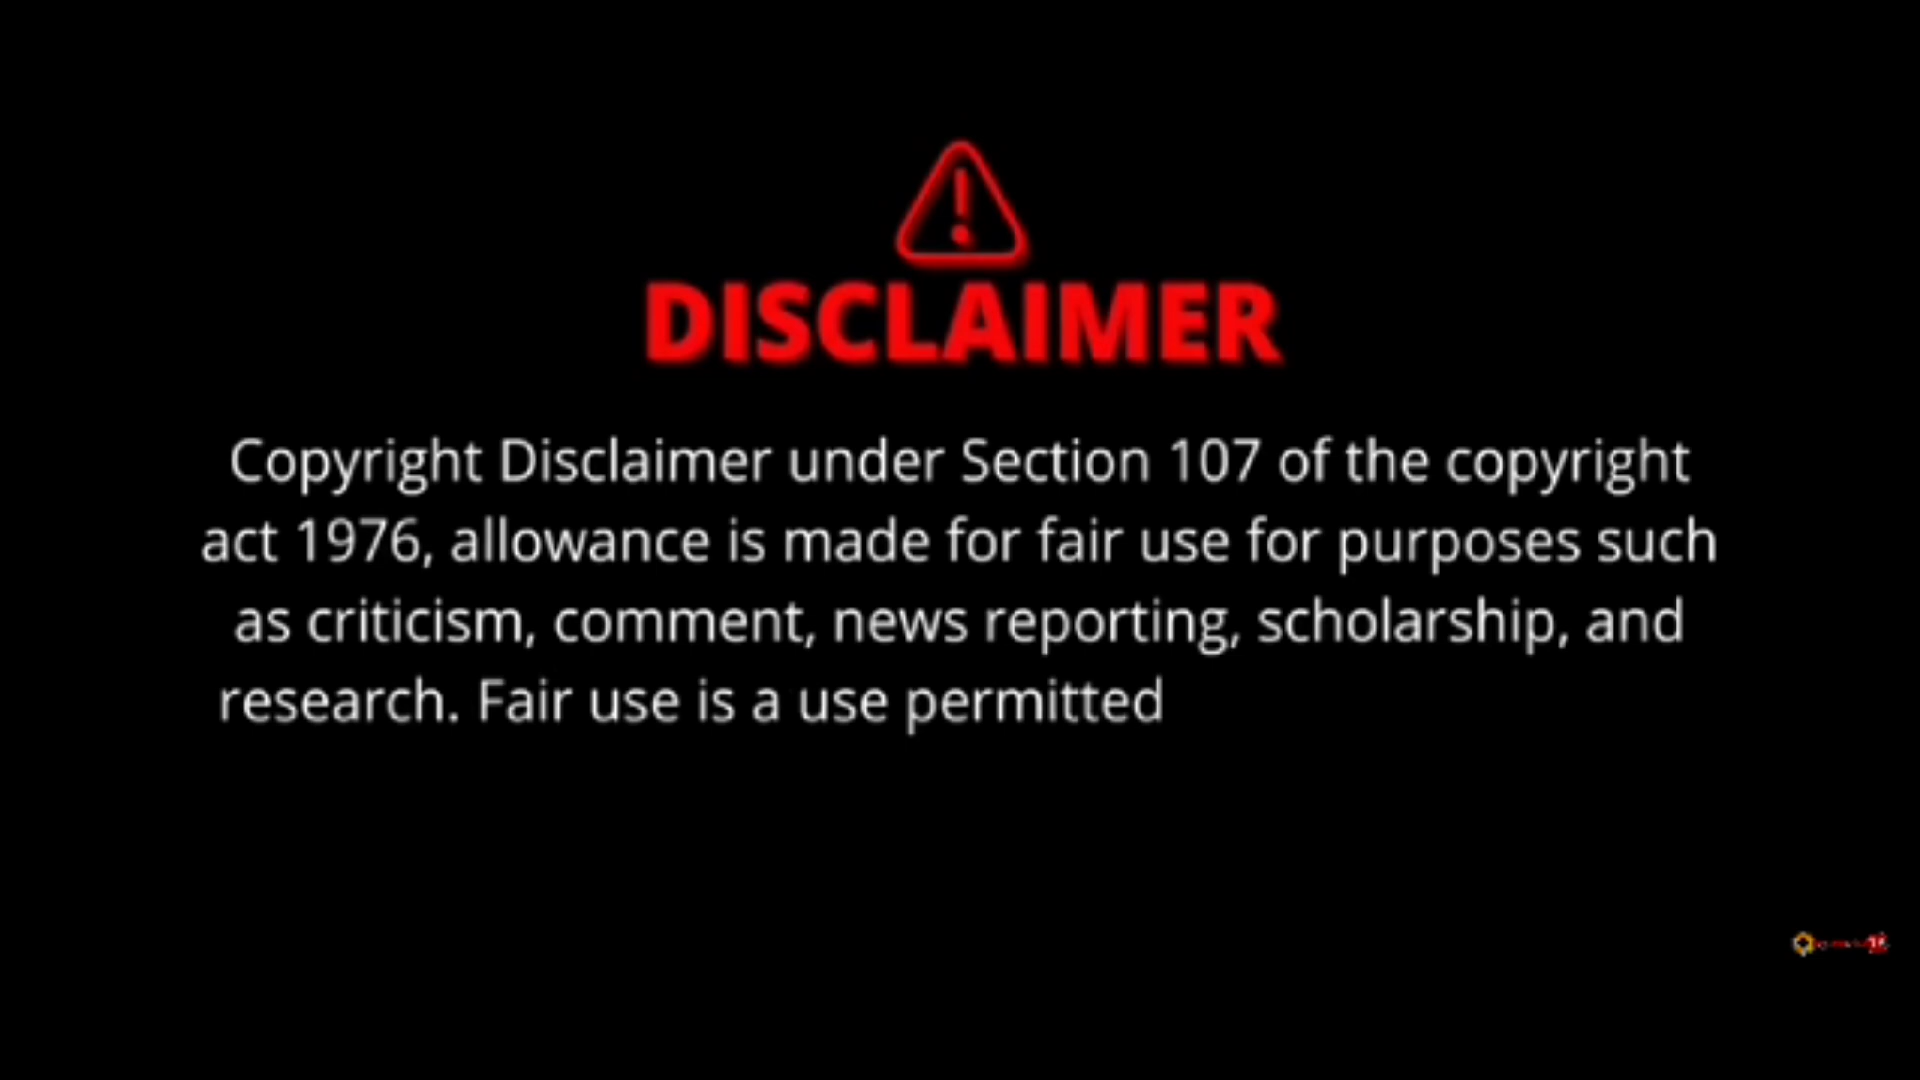 DISCLAIMER
Copyright Disclaimer under Section 107 of the copyright
act 1976, allowance is made for fair use for purposes such
as criticism, comment, news reporting, scholarship, and
research. Fair use is a use permitted